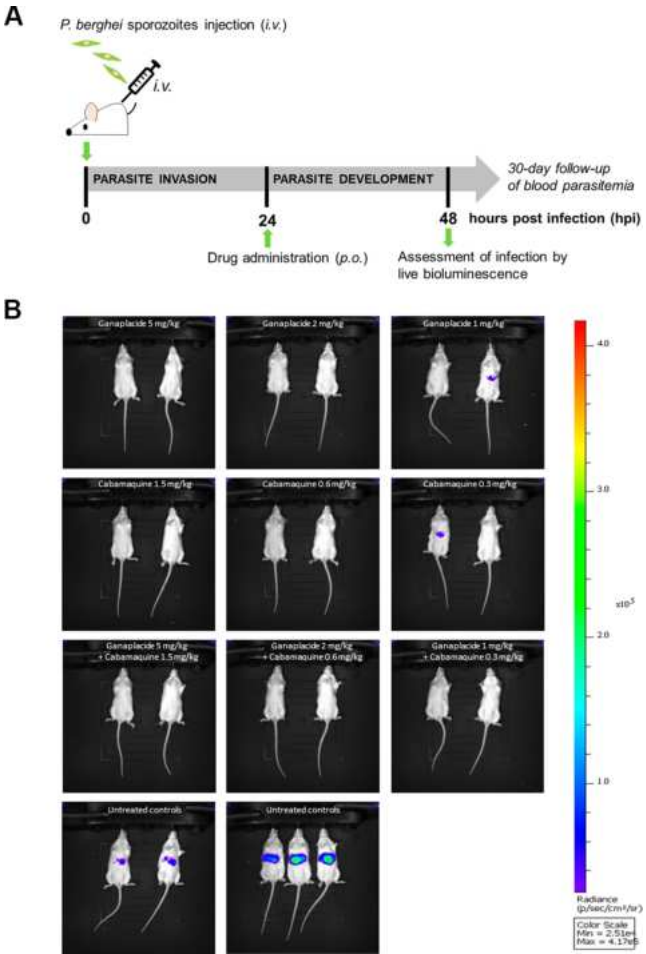 A
P. berghei sporozoites injection (i.v.)
i.v.
PARASITE INVASION
PARASITE DEVELOPMENT
30-day follow-up
of blood parasitemia
0
24
48
hours post infection (hpi)
Drug administration (p.o.)
Assessment of infection by
live bioluminescence
B
Ganaplacide 5 mg/kg
Ganaplacide 2 mg/kg
Ganaplacide 1 mg/kg
Cabamaquine 1.5 mg/kg
Cabamaquine 0.6 mg/kg
Cabamaquine 0.3 mg/kg
Ganaplacide 5 mg/kg
+ Cabamaquine 1.5 mg/kg
Ganaplacide 2 mg/kg
+ Cabamaquine 0.6 mg/kg
Ganaplacide 1 mg/kg
+ Cabamaquine 0.3 mg/kg
Untreated controls
Untreated controls
4.0
3.0
x10⁵
2.0
1.0
Radiance
(p/sec/cm²/sr)
Color Scale
Min = 2.51e⁴
Max = 4.17e⁵